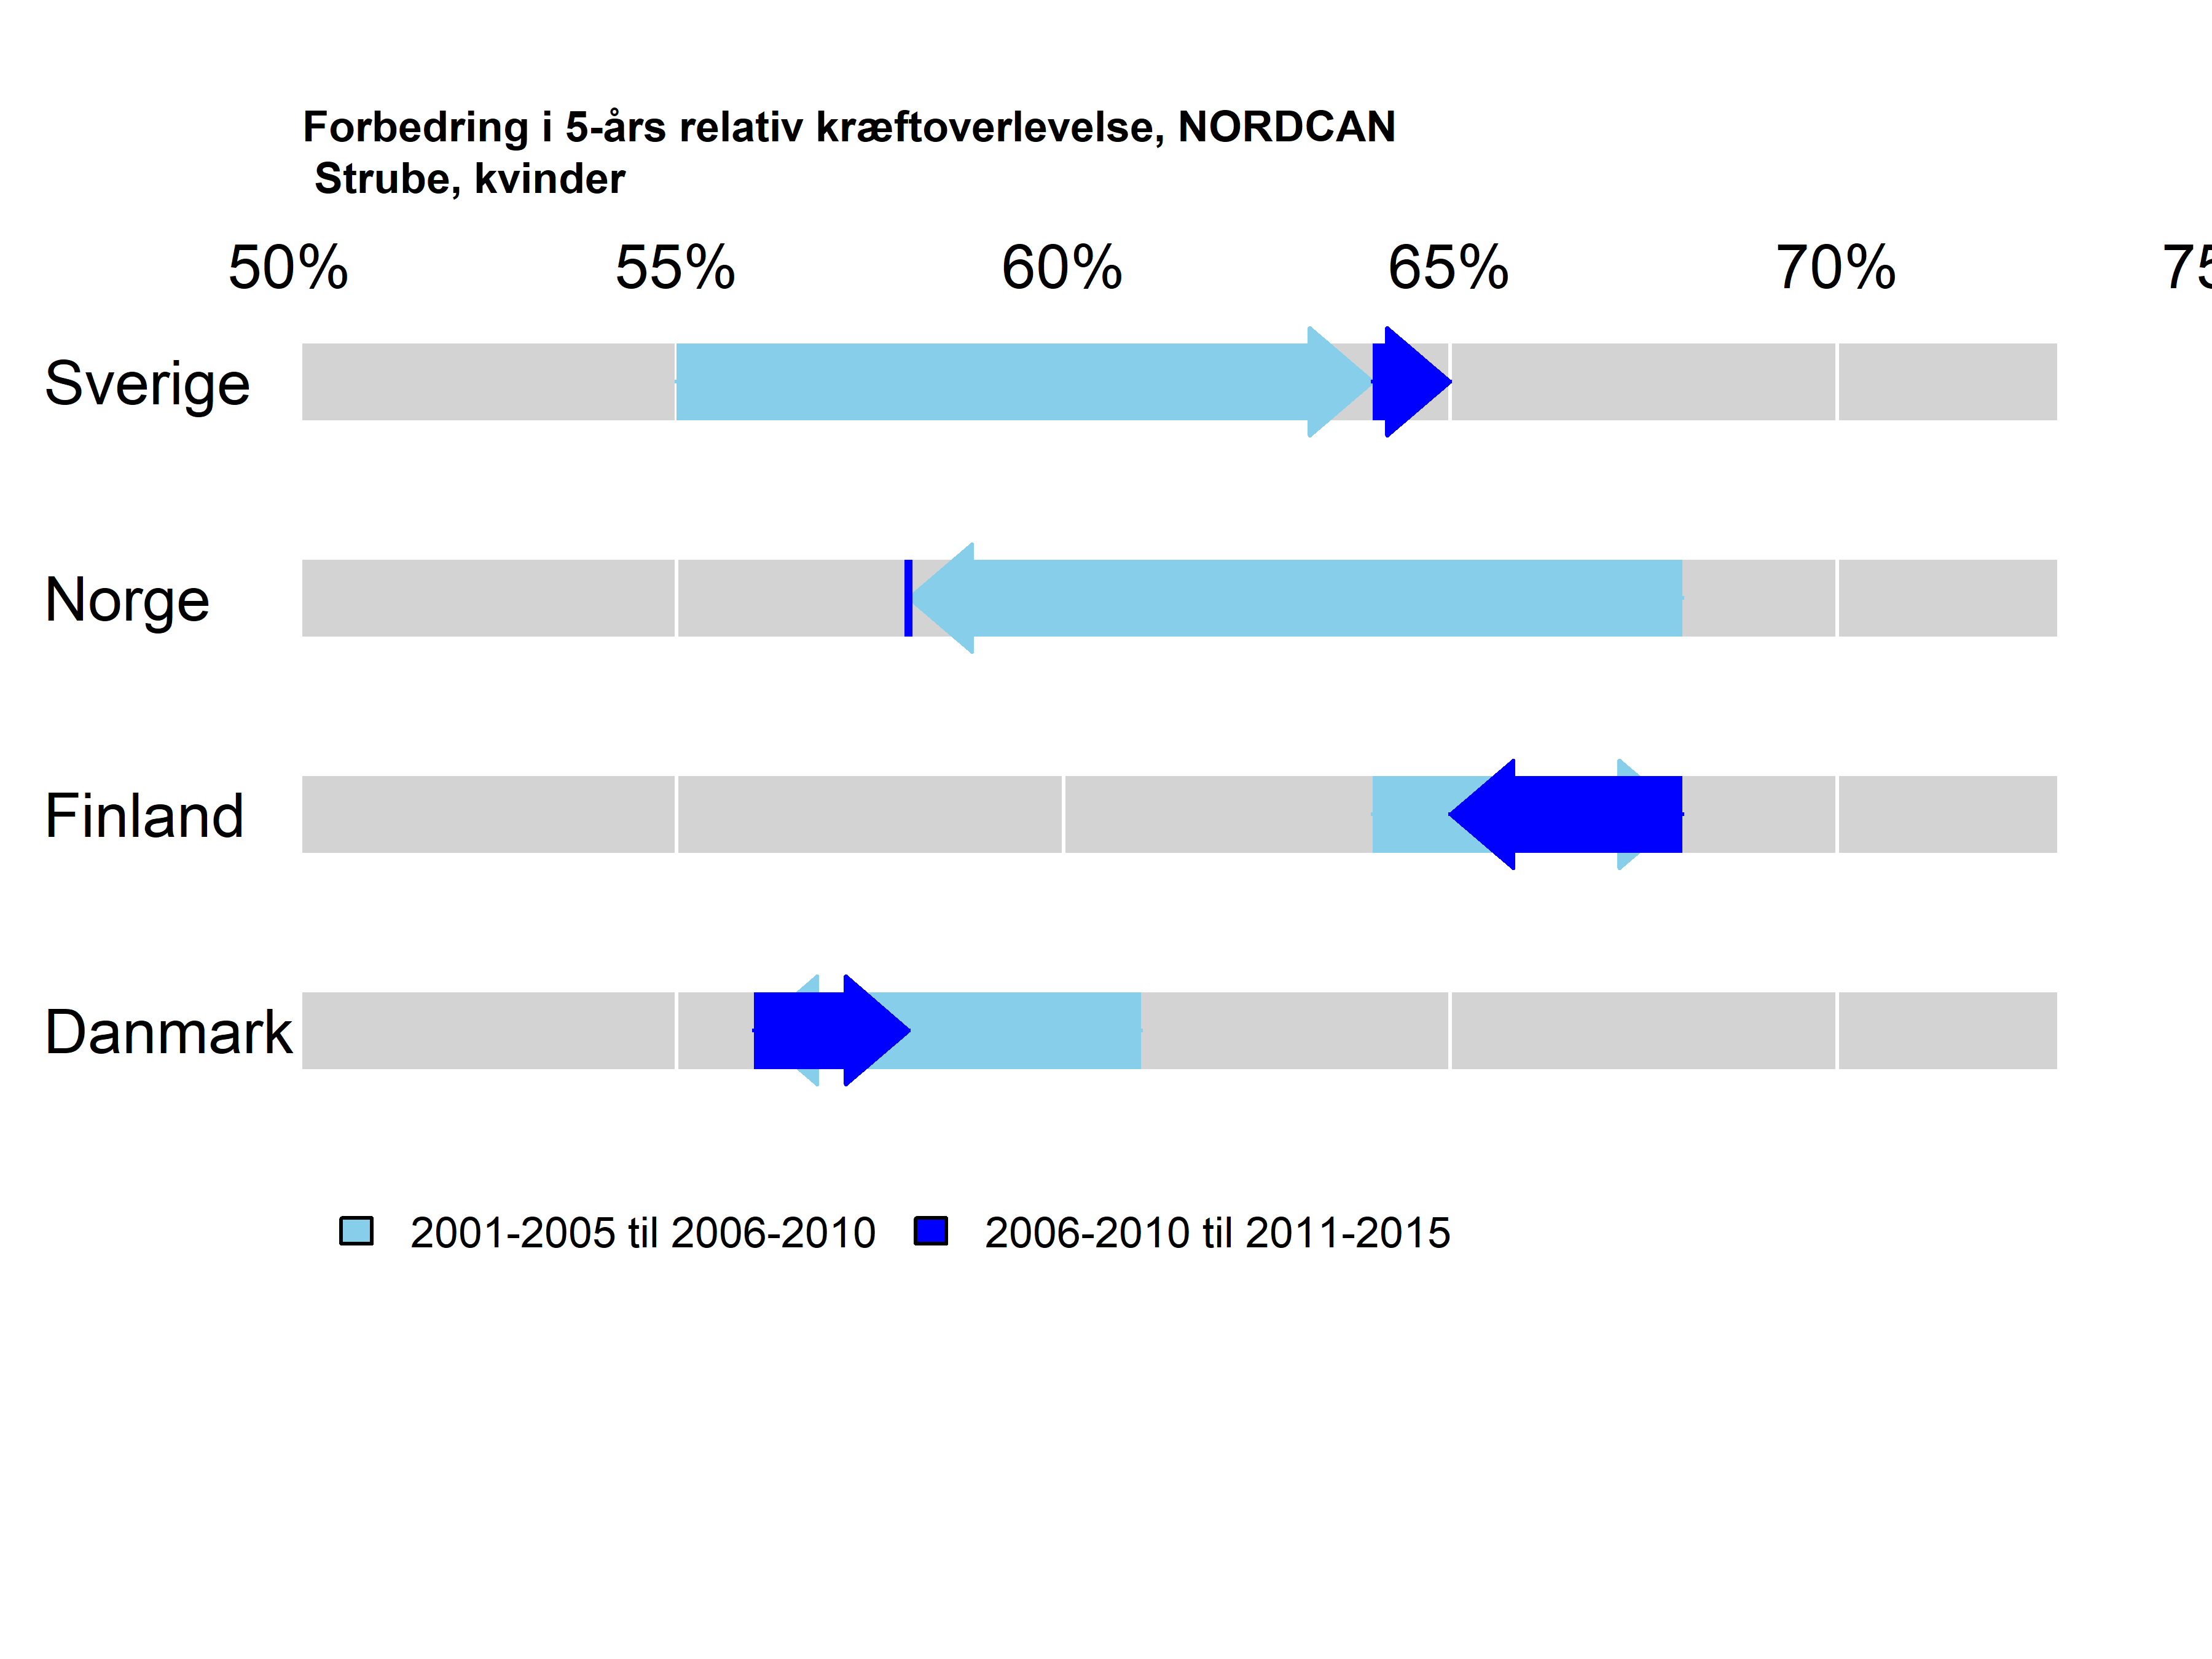 Forbedring i 5-års relativ kræftoverlevelse, NORDCAN
Strube, kvinder
50% 55% 60% 65% 70% 75
Sverige
Norge
Finland
Danmark
2001-2005 til 2006-2010 2006-2010 til 2011-2015